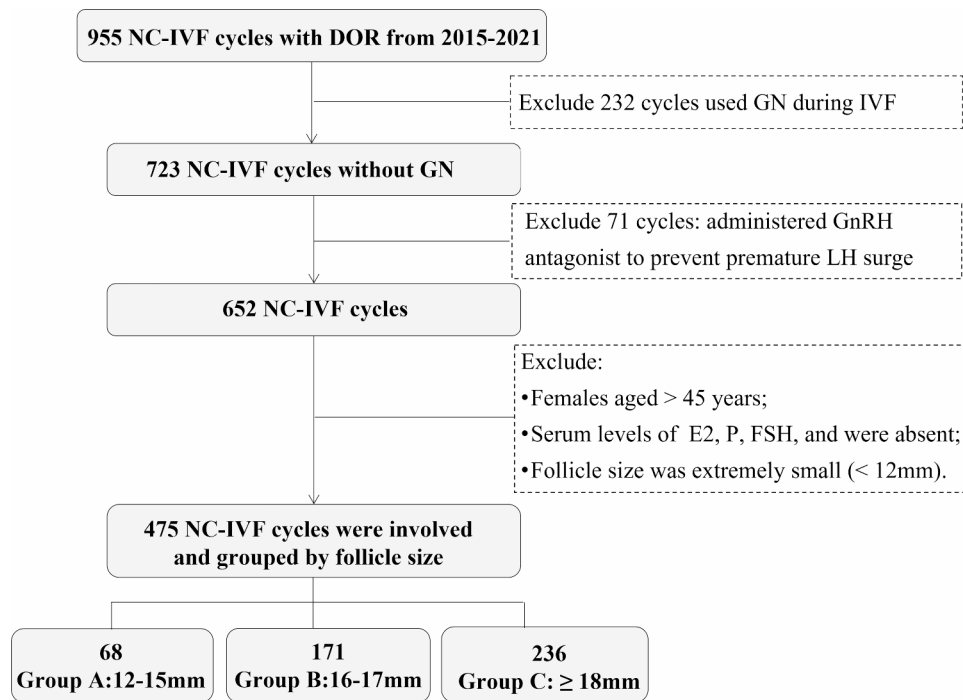 955 NC-IVF cycles with DOR from 2015-2021
Exclude 232 cycles used GN during IVF
723 NC-IVF cycles without GN
Exclude 71 cycles: administered GnRH
antagonist to prevent premature LH surge
652 NC-IVF cycles
Exclude:
•Females aged > 45 years;
•Serum levels of E2, P, FSH, and were absent;
•Follicle size was extremely small (< 12mm).
475 NC-IVF cycles were involved
and grouped by follicle size
68
Group A:12-15mm
171
Group B:16-17mm
236
Group C: ≥ 18mm